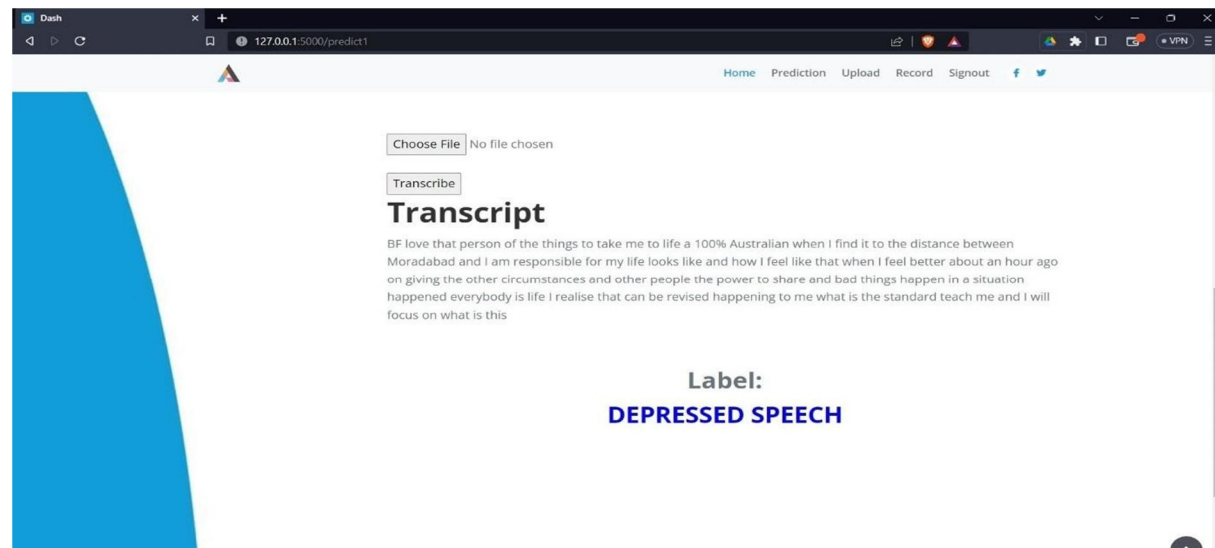 Dash
127.0.0.1:5000/predict1
VPN
Home Prediction Upload Record Signout
Choose File No file chosen
Transcribe
Transcript
BF love that person of the things to take me to life a 100% Australian when I find it to the distance between
Moradabad and I am responsible for my life looks like and how I feel like that when I feel better about an hour ago
on giving the other circumstances and other people the power to share and bad things happen in a situation
happened everybody is life I realise that can be revised happening to me what is the standard teach me and I will
focus on what is this
Label:
DEPRESSED SPEECH